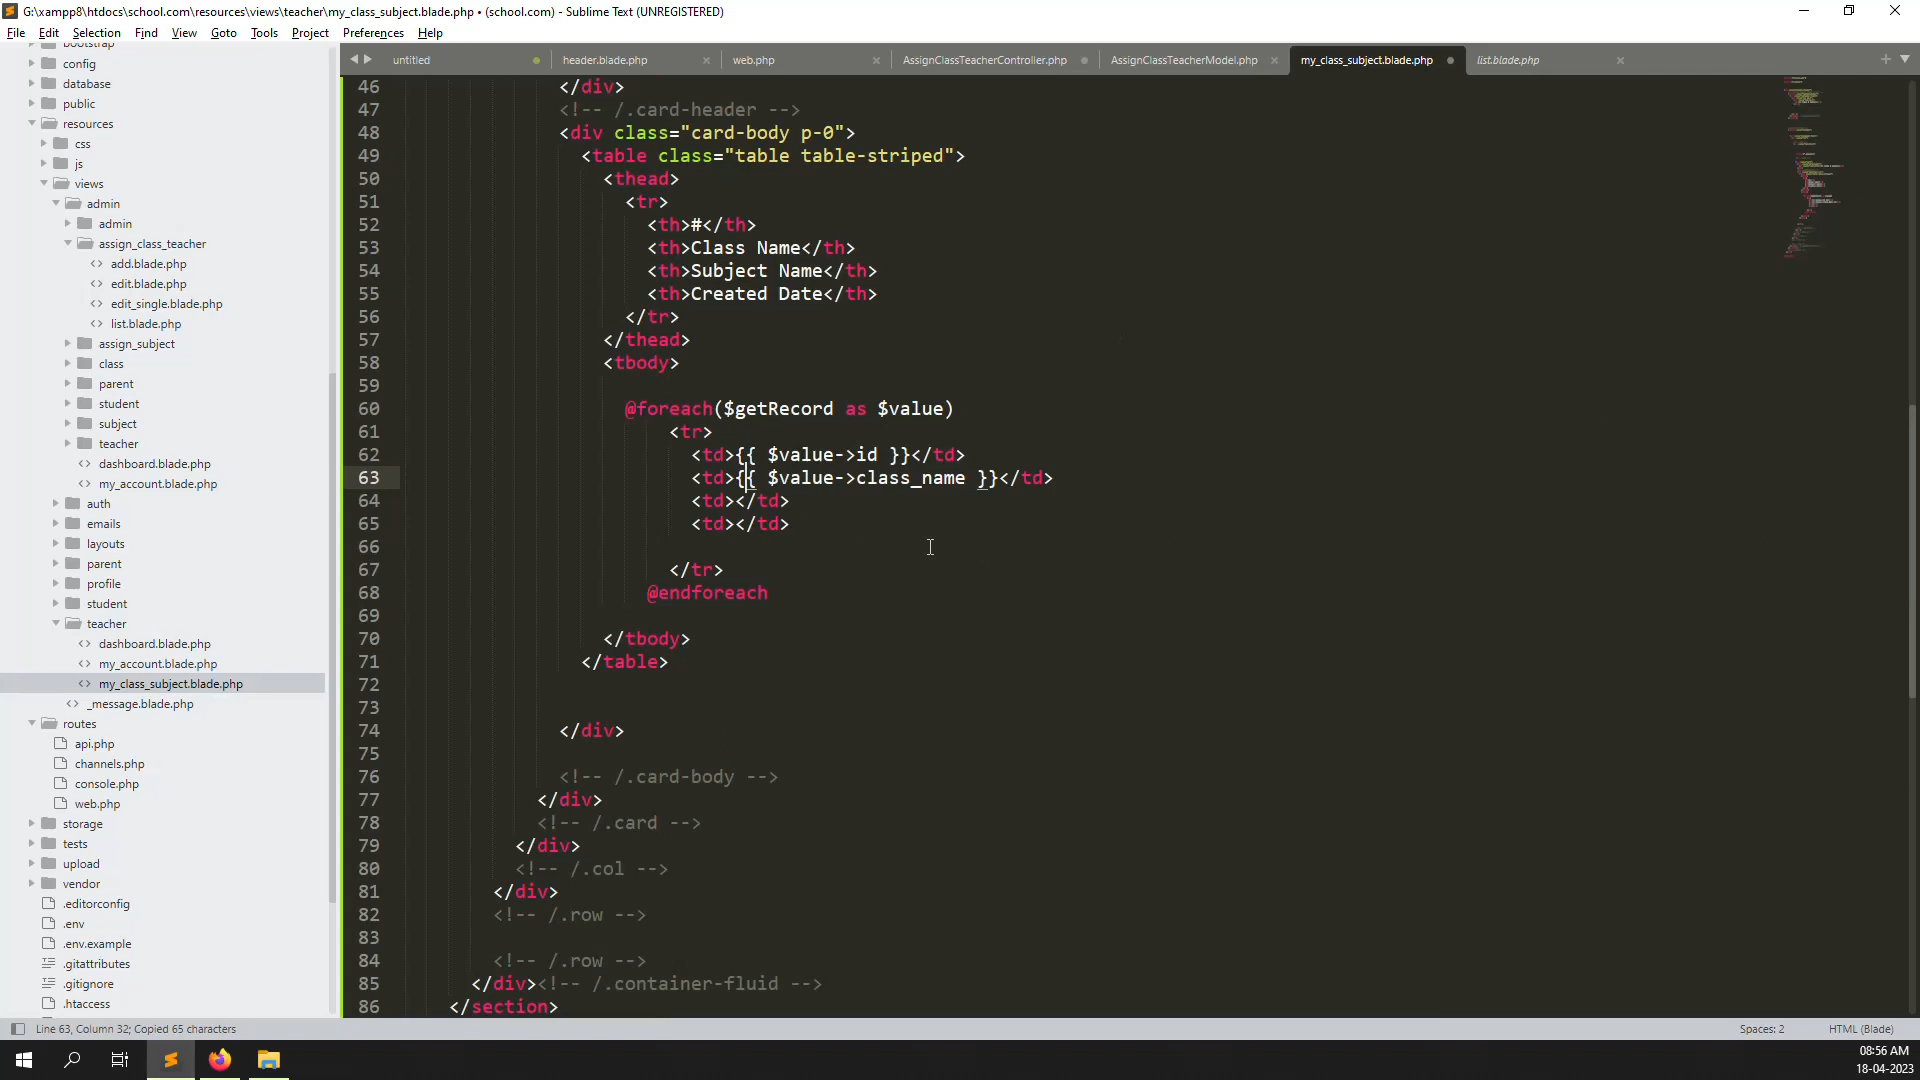 G:\xampp8\htdocs\school.com\resources\views\teacher\my_class_subject.blade.php • (school.com) - Sublime Text (UNREGISTERED)
File Edit Selection Find View Goto Tools Project Preferences Help
untitled header.blade.php web.php AssignClassTeacherController.php AssignClassTeacherModel.php my_class_subject.blade.php list.blade.php
bootstrap
config
database
public
resources
css
js
views
admin
admin
assign_class_teacher
add.blade.php
edit.blade.php
edit_single.blade.php
list.blade.php
assign_subject
class
parent
student
subject
teacher
dashboard.blade.php
my_account.blade.php
auth
emails
layouts
parent
profile
student
teacher
dashboard.blade.php
my_account.blade.php
my_class_subject.blade.php
_message.blade.php
routes
api.php
channels.php
console.php
web.php
storage
tests
upload
vendor
.editorconfig
.env
.env.example
.gitattributes
.gitignore
.htaccess
46 </div>
47 <!-- /.card-header -->
48 <div class="card-body p-0">
49 <table class="table table-striped">
50 <thead>
51 <tr>
52 <th>#</th>
53 <th>Class Name</th>
54 <th>Subject Name</th>
55 <th>Created Date</th>
56 </tr>
57 </thead>
58 <tbody>
59
60 @foreach($getRecord as $value)
61 <tr>
62 <td>{{ $value->id }}</td>
63 <td>{{ $value->class_name }}</td>
64 <td></td>
65 <td></td>
66
67 </tr>
68 @endforeach
69
70 </tbody>
71 </table>
72
73
74 </div>
75
76 <!-- /.card-body -->
77 </div>
78 <!-- /.card -->
79 </div>
80 <!-- /.col -->
81 </div>
82 <!-- /.row -->
83
84 <!-- /.row -->
85 </div><!-- /.container-fluid -->
86 </section>
Line 63, Column 32; Copied 65 characters
Spaces: 2
HTML (Blade)
08:56 AM
18-04-2023